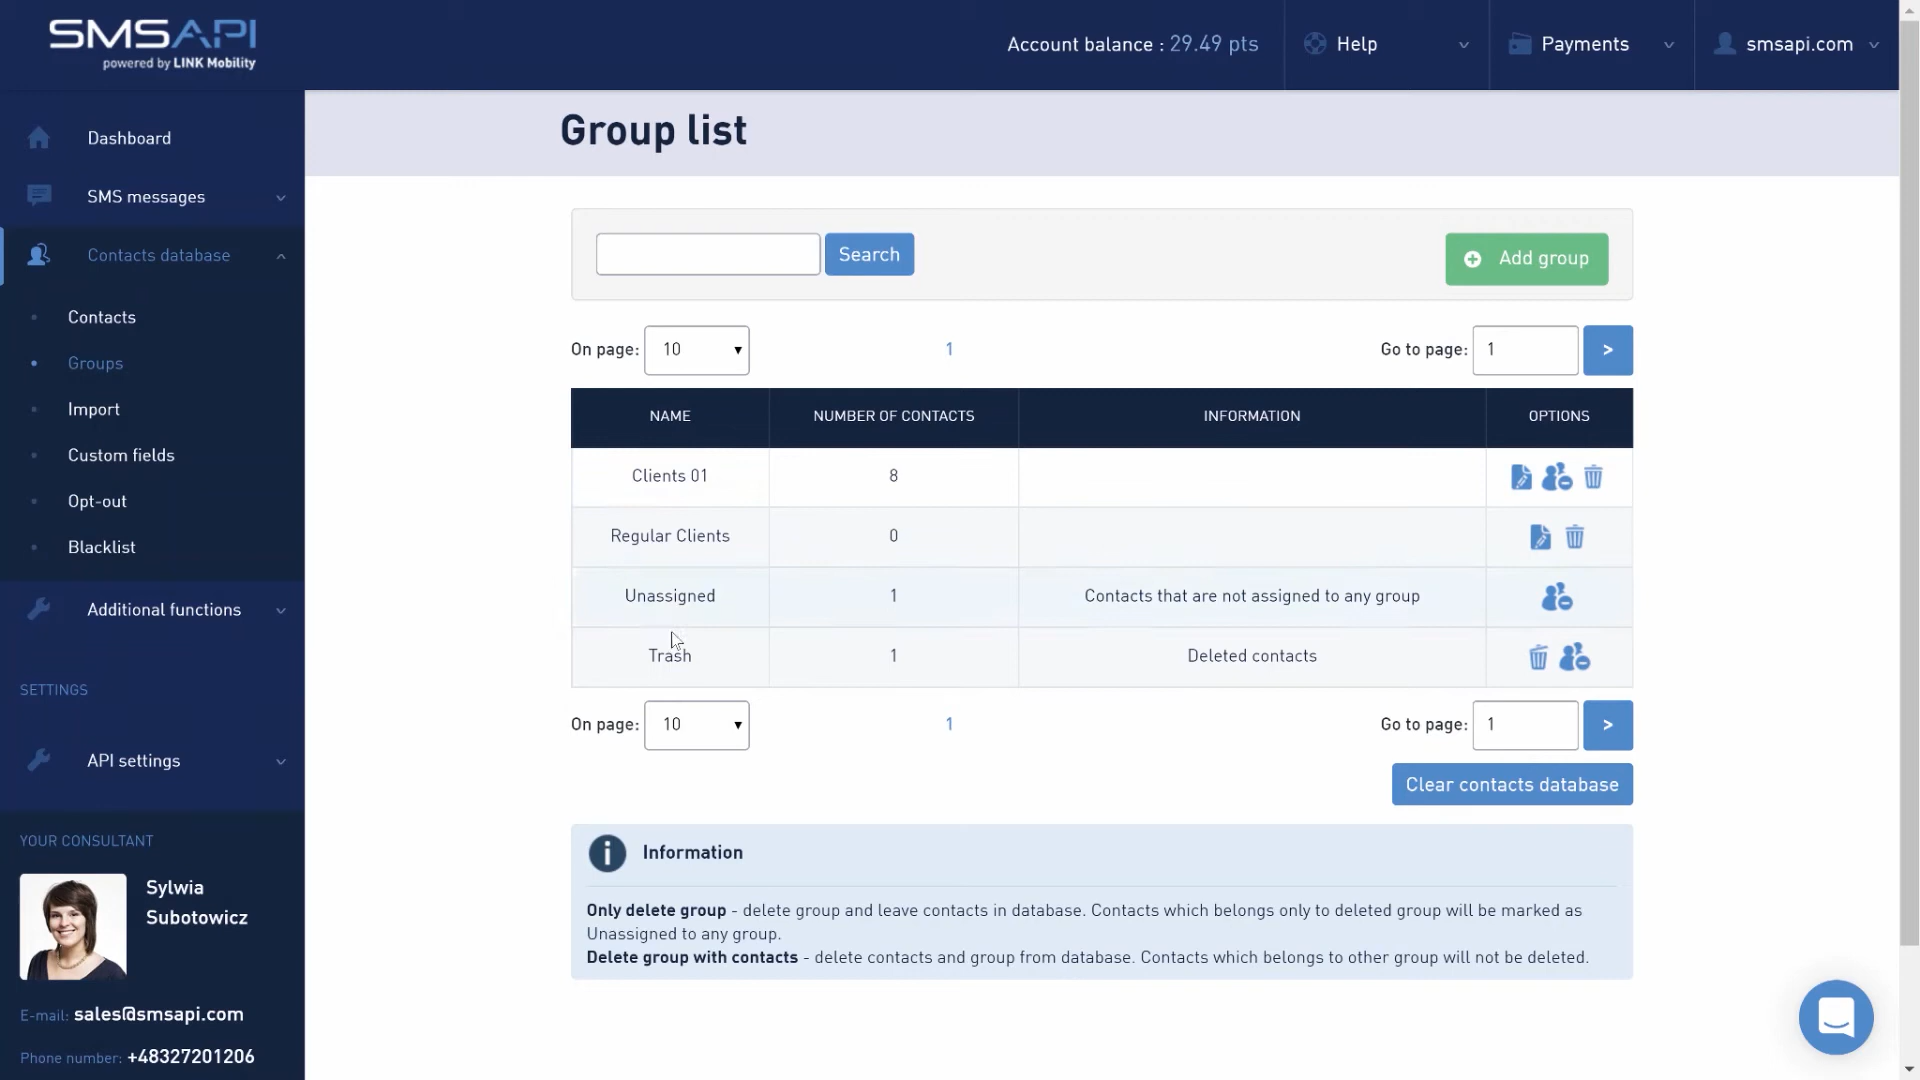 SMSAPI
powered by LINK Mobility
Account balance : 29.49 pts
Help
Payments
smsapi.com
Dashboard
SMS messages
Contacts database
Contacts
Groups
Import
Custom fields
Opt-out
Blacklist
Additional functions
SETTINGS
API settings
YOUR CONSULTANT
Sylwia
Subotowicz
E-mail: sales@smsapi.com
Phone number: +48327201206
Group list
Search
Add group
On page: 10
1
Go to page: 1 >
NAME NUMBER OF CONTACTS INFORMATION OPTIONS
Clients 01 8
Regular Clients 0
Unassigned 1 Contacts that are not assigned to any group
Trash 1 Deleted contacts
On page: 10
1
Go to page: 1 >
Clear contacts database
Information
Only delete group - delete group and leave contacts in database. Contacts which belongs only to deleted group will be marked as
Unassigned to any group.
Delete group with contacts - delete contacts and group from database. Contacts which belongs to other group will not be deleted.